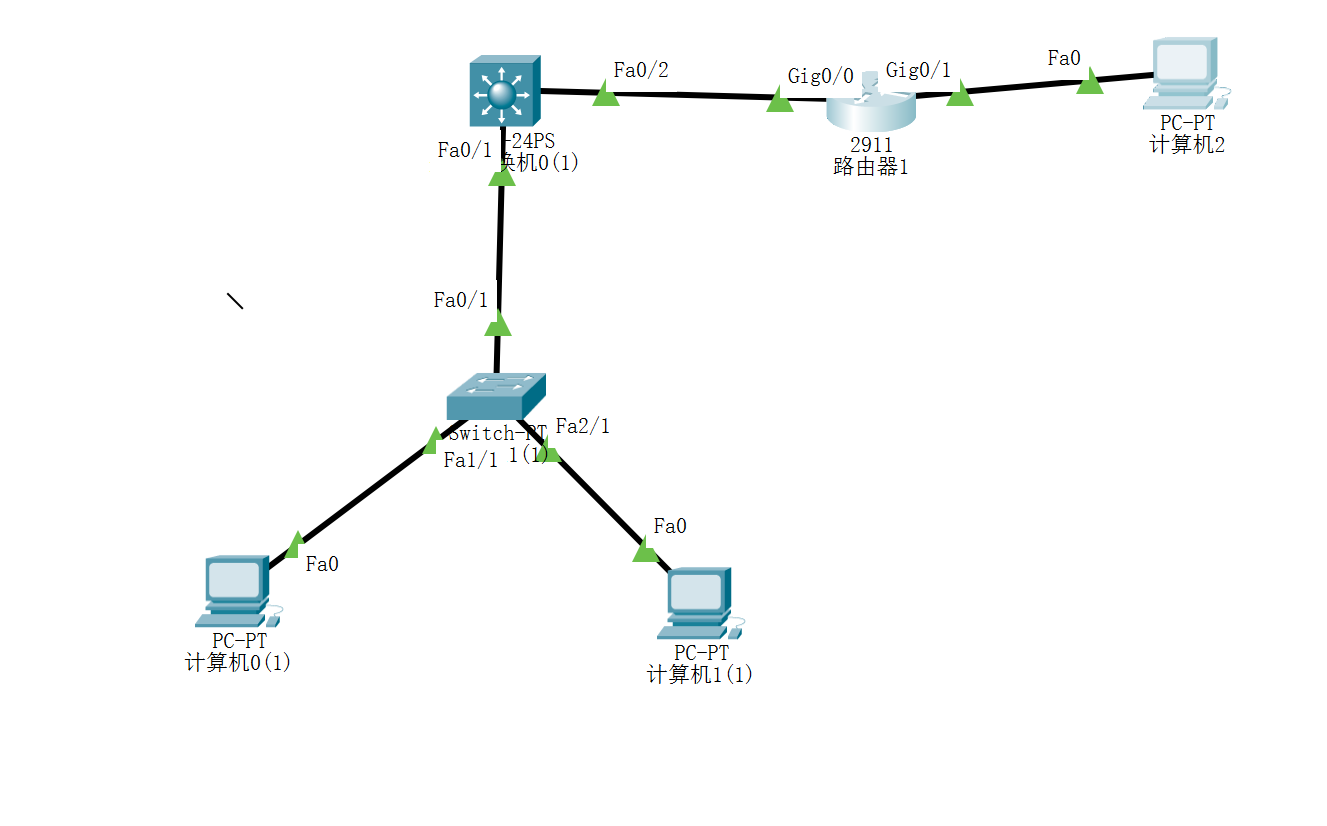 Fa0/2
Gig0/0
Gig0/1
Fa0
PC-PT
计算机2
-24PS
换机0(1)
Fa0/1
2911
路由器1
Fa0/1
Switch-PT
1(1)
Fa2/1
Fa1/1
Fa0
PC-PT
计算机0(1)
Fa0
PC-PT
计算机1(1)